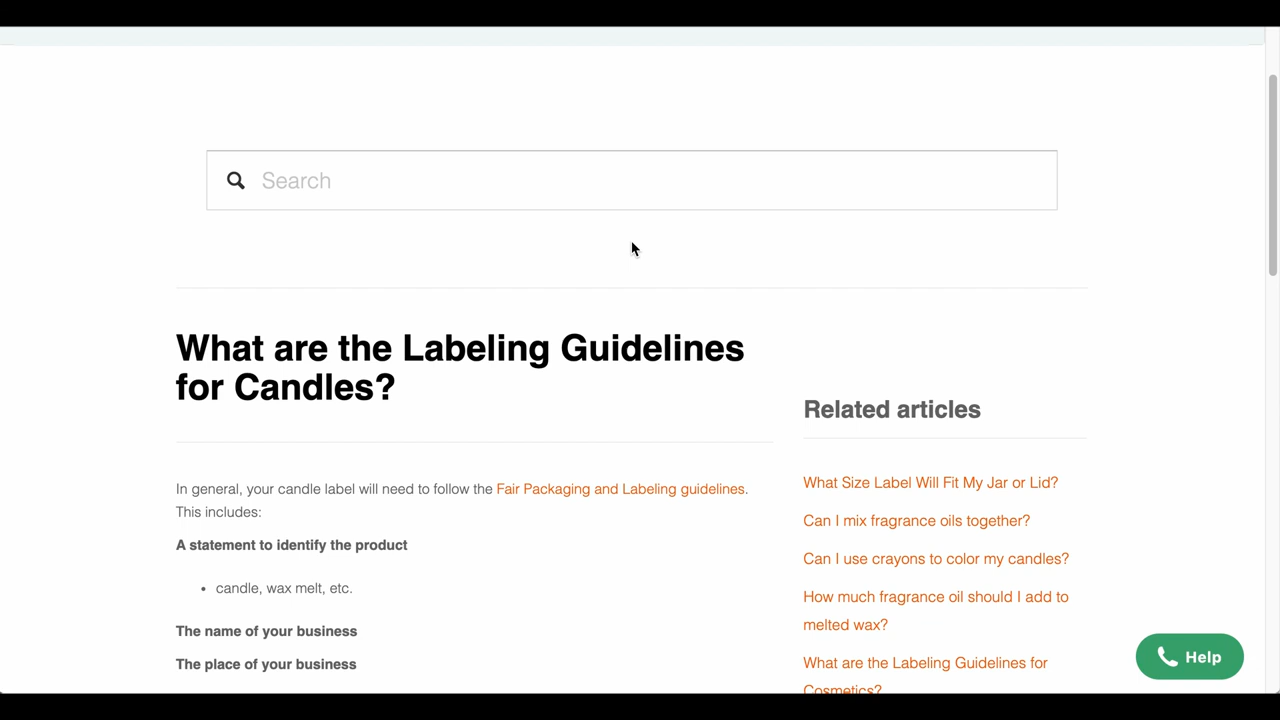 Search
What are the Labeling Guidelines
for Candles?
In general, your candle label will need to follow the Fair Packaging and Labeling guidelines.
This includes:
A statement to identify the product
• candle, wax melt, etc.
The name of your business
The place of your business
Related articles
What Size Label Will Fit My Jar or Lid?
Can I mix fragrance oils together?
Can I use crayons to color my candles?
How much fragrance oil should I add to
melted wax?
What are the Labeling Guidelines for
Cosmetics?
Help